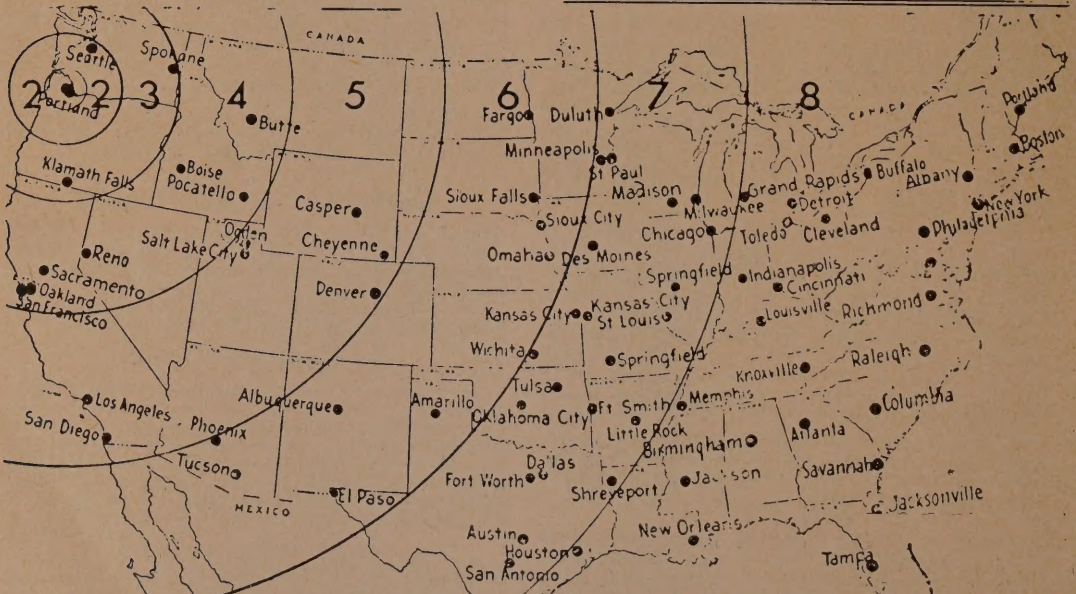 CANADA
Seattle
Spokane
2 2 3 4 5 6 7 8
Portland
CANADA
Portland
Butte
Fargo
Duluth
Boston
Minneapolis
St Paul
Klamath Falls
Boise
Pocatello
Buffalo
Albany
Sioux Falls
Madison
Milwaukee
Grand Rapids
Detroit
New York
Casper
Sioux City
Philadelphia
Ogden
Salt Lake City
Cheyenne
Chicago
Toledo
Cleveland
Reno
Omaha
Des Moines
Sacramento
Springfield
Indianapolis
Cincinnati
Oakland
San Francisco
Denver
Kansas City
Kansas City
St Louis
Louisville
Richmond
Wichita
Springfield
Knoxville
Raleigh
Tulsa
Los Angeles
Albuquerque
Amarillo
Oklahoma City
Ft Smith
Memphis
Columbia
San Diego
Phoenix
Little Rock
Birmingham
Atlanta
Tucson
Dallas
Fort Worth
Shreveport
Jackson
Savannah
El Paso
MEXICO
Jacksonville
Austin
Houston
New Orleans
San Antonio
Tampa